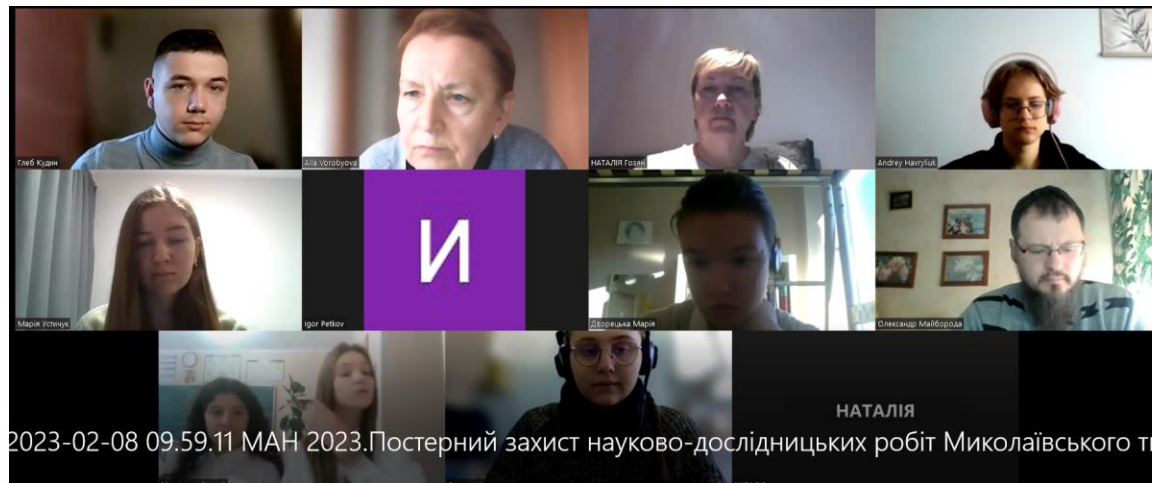 Глеб Кудин
Alla Vorobyova
НАТАЛІЯ Гозян
Andrey Havryliuk
Марія Устичук
И
Igor Petkov
Дворецька Марія
Олександр Майборода
НАТАЛІЯ
2023-02-08 09.59.11 МАН 2023.Постерний захист науково-дослідницьких робіт Миколаївського